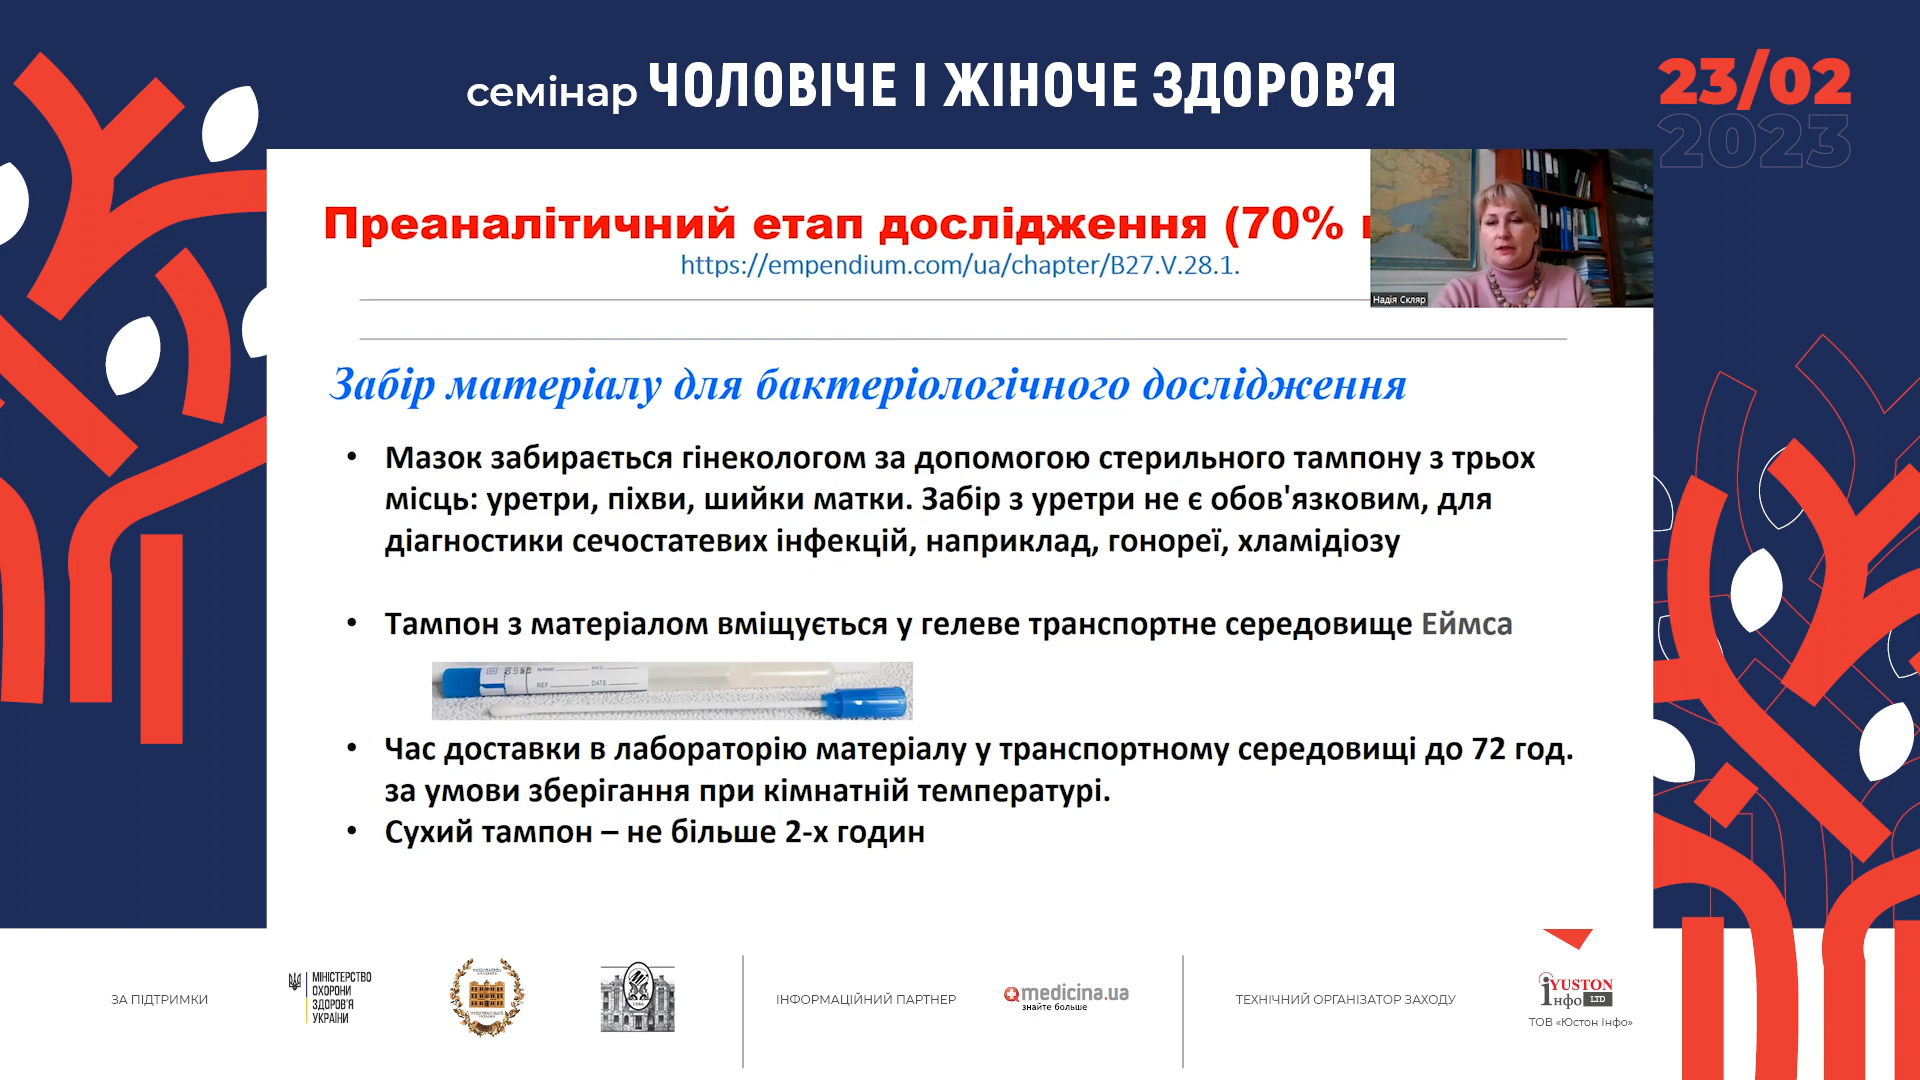 семінар ЧОЛОВІЧЕ І ЖІНОЧЕ ЗДОРОВ'Я
23/02
2023
Преаналітичний етап дослідження (70%
https://empendium.com/ua/chapter/B27.V.28.1.
Надія Скляр
Забір матеріалу для бактеріологічного дослідження
• Мазок забирається гінекологом за допомогою стерильного тампону з трьох
місць: уретри, піхви, шийки матки. Забір з уретри не є обов'язковим, для
діагностики сечостатевих інфекцій, наприклад, гонореї, хламідіозу
• Тампон з матеріалом вміщується у гелеве транспортне середовище Еймса
NAME
REF DATE
• Час доставки в лабораторію матеріалу у транспортному середовищі до 72 год.
за умови зберігання при кімнатній температурі.
• Сухий тампон – не більше 2-х годин
ЗА ПІДТРИМКИ
МІНІСТЕРСТВО
ОХОРОНИ
ЗДОРОВ'Я
УКРАЇНИ
ІНФОРМАЦІЙНИЙ ПАРТНЕР
medicina.ua
знайте больше
ТЕХНІЧНИЙ ОРГАНІЗАТОР ЗАХОДУ
YUSTON
iнфо LTD
ТОВ «Юстон Інфо»